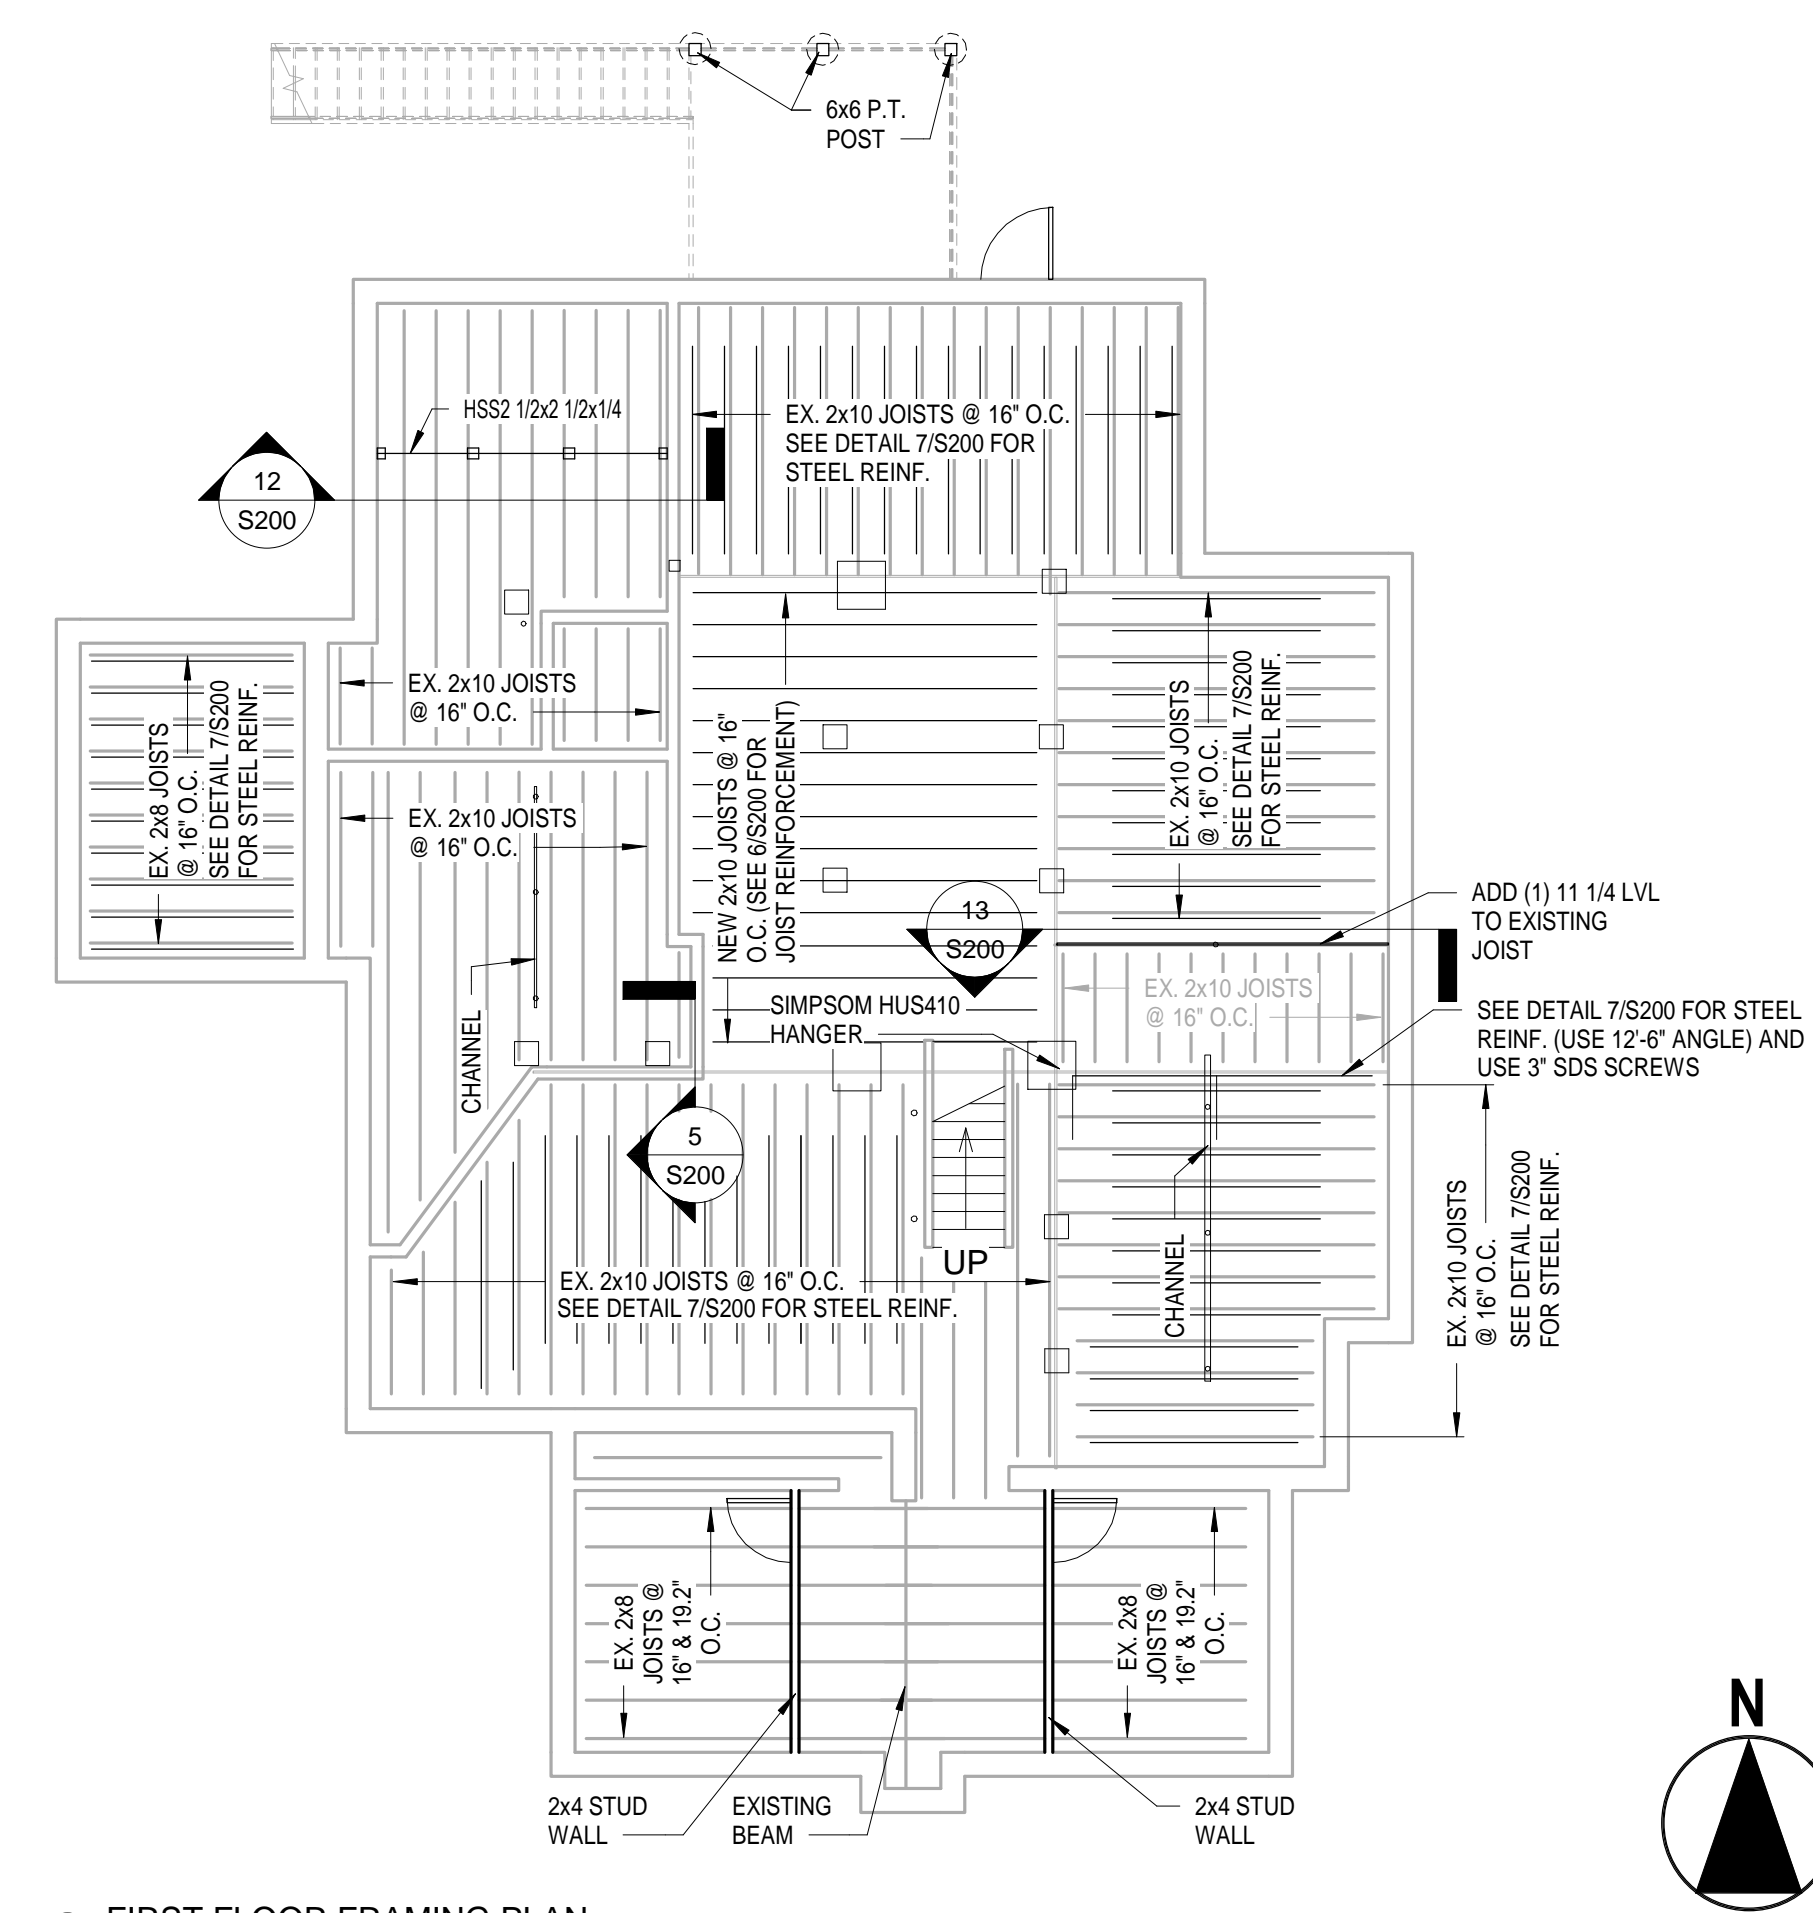 6x6 P.T.
POST
HSS2 1/2x2 1/2x1/4
EX. 2x10 JOISTS @ 16" O.C.
SEE DETAIL 7/S200 FOR
STEEL REINF.
12
S200
EX. 2x10 JOISTS
@ 16" O.C.
EX. 2x8 JOISTS
@ 16" O.C.
SEE DETAIL 7/S200
FOR STEEL REINF.
EX. 2x10 JOISTS
@ 16" O.C.
NEW 2x10 JOISTS @ 16"
O.C. (SEE 6/S200 FOR
JOIST REINFORCEMENT)
EX. 2x10 JOISTS
@ 16" O.C.
SEE DETAIL 7/S200
FOR STEEL REINF.
13
S200
ADD (1) 11 1/4 LVL
TO EXISTING
JOIST
EX. 2x10 JOISTS
@ 16" O.C.
SIMPSOM HUS410
HANGER
SEE DETAIL 7/S200 FOR STEEL
REINF. (USE 12'-6" ANGLE) AND
USE 3" SDS SCREWS
CHANNEL
5
S200
UP
CHANNEL
EX. 2x10 JOISTS
@ 16" O.C.
SEE DETAIL 7/S200
FOR STEEL REINF.
EX. 2x10 JOISTS @ 16" O.C.
SEE DETAIL 7/S200 FOR STEEL REINF.
EX. 2x8
JOISTS @
16" & 19.2"
O.C.
EX. 2x8
JOISTS @
16" & 19.2"
O.C.
2x4 STUD
WALL
EXISTING
BEAM
2x4 STUD
WALL
N
FIRST FLOOR FRAMING PLAN